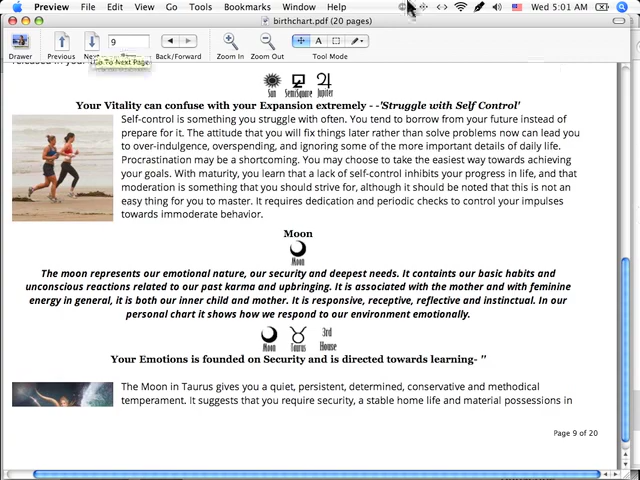 Preview File Edit View Go Tools Bookmarks Window Help Wed 5:01 AM
birthchart.pdf (20 pages)
9
Drawer Previous Next Back/Forward Zoom In Zoom Out Tool Mode
Go To Next Page
Sun SemiSquare Jupiter
Your Vitality can confuse with your Expansion extremely - -'Struggle with Self Control'
Self-control is something you struggle with often. You tend to borrow from your future instead of
prepare for it. The attitude that you will fix things later rather than solve problems now can lead you
to over-indulgence, overspending, and ignoring some of the more important details of daily life.
Procrastination may be a shortcoming. You may choose to take the easiest way towards achieving
your goals. With maturity, you learn that a lack of self-control inhibits your progress in life, and that
moderation is something that you should strive for, although it should be noted that this is not an
easy thing for you to master. It requires dedication and periodic checks to control your impulses
towards immoderate behavior.
Moon
Moon
The moon represents our emotional nature, our security and deepest needs. It containts our basic habits and
unconscious reactions related to our past karma and upbringing. It is associated with the mother and with feminine
energy in general, it is both our inner child and mother. It is responsive, receptive, reflective and instinctual. In our
personal chart it shows how we respond to our environment emotionally.
Moon Taurus 3rd House
Your Emotions is founded on Security and is directed towards learning- "
The Moon in Taurus gives you a quiet, persistent, determined, conservative and methodical
temperament. It suggests that you require security, a stable home life and material possessions in
Page 9 of 20